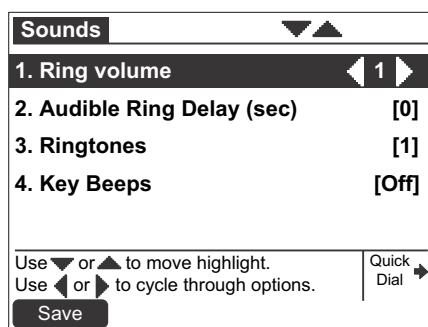 Sounds
1. Ring volume 1
2. Audible Ring Delay (sec) [0]
3. Ringtones [1]
4. Key Beeps [Off]
Use or to move highlight.
Use or to cycle through options.
Quick
Dial
Save